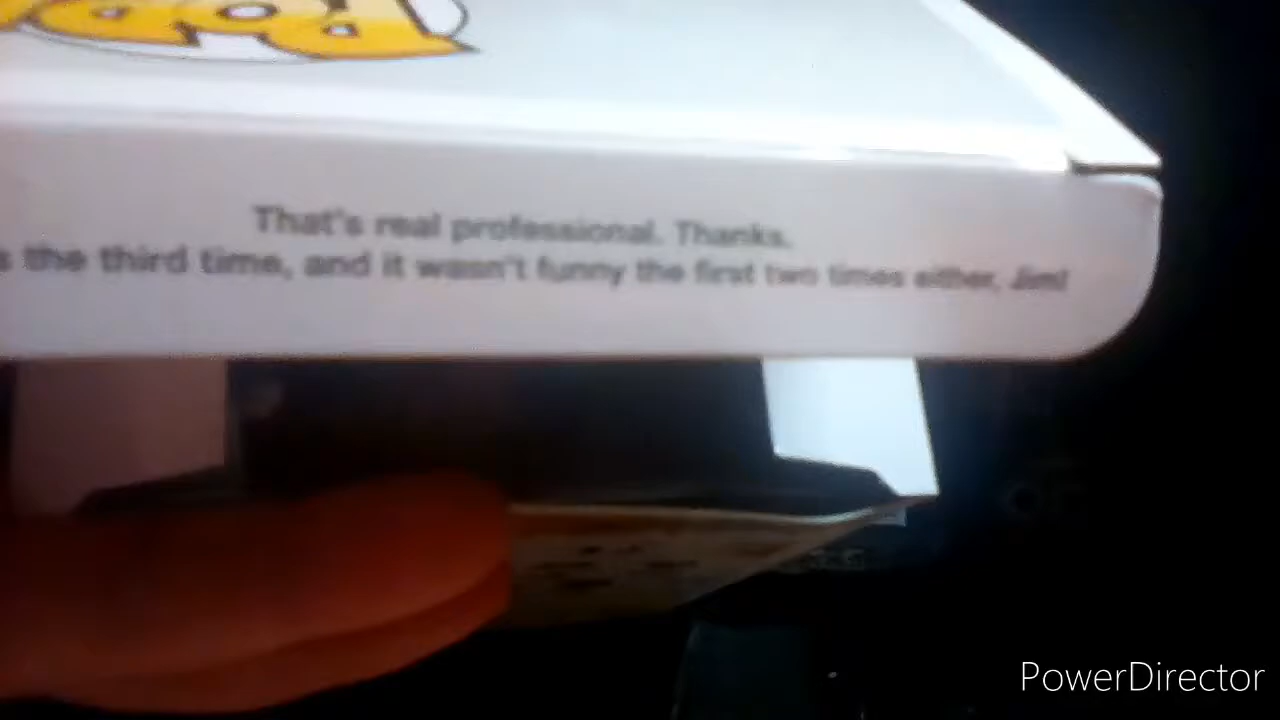 That's real professional. Thanks.
s the third time, and it wasn't funny the first two times either, Jim!
PowerDirector